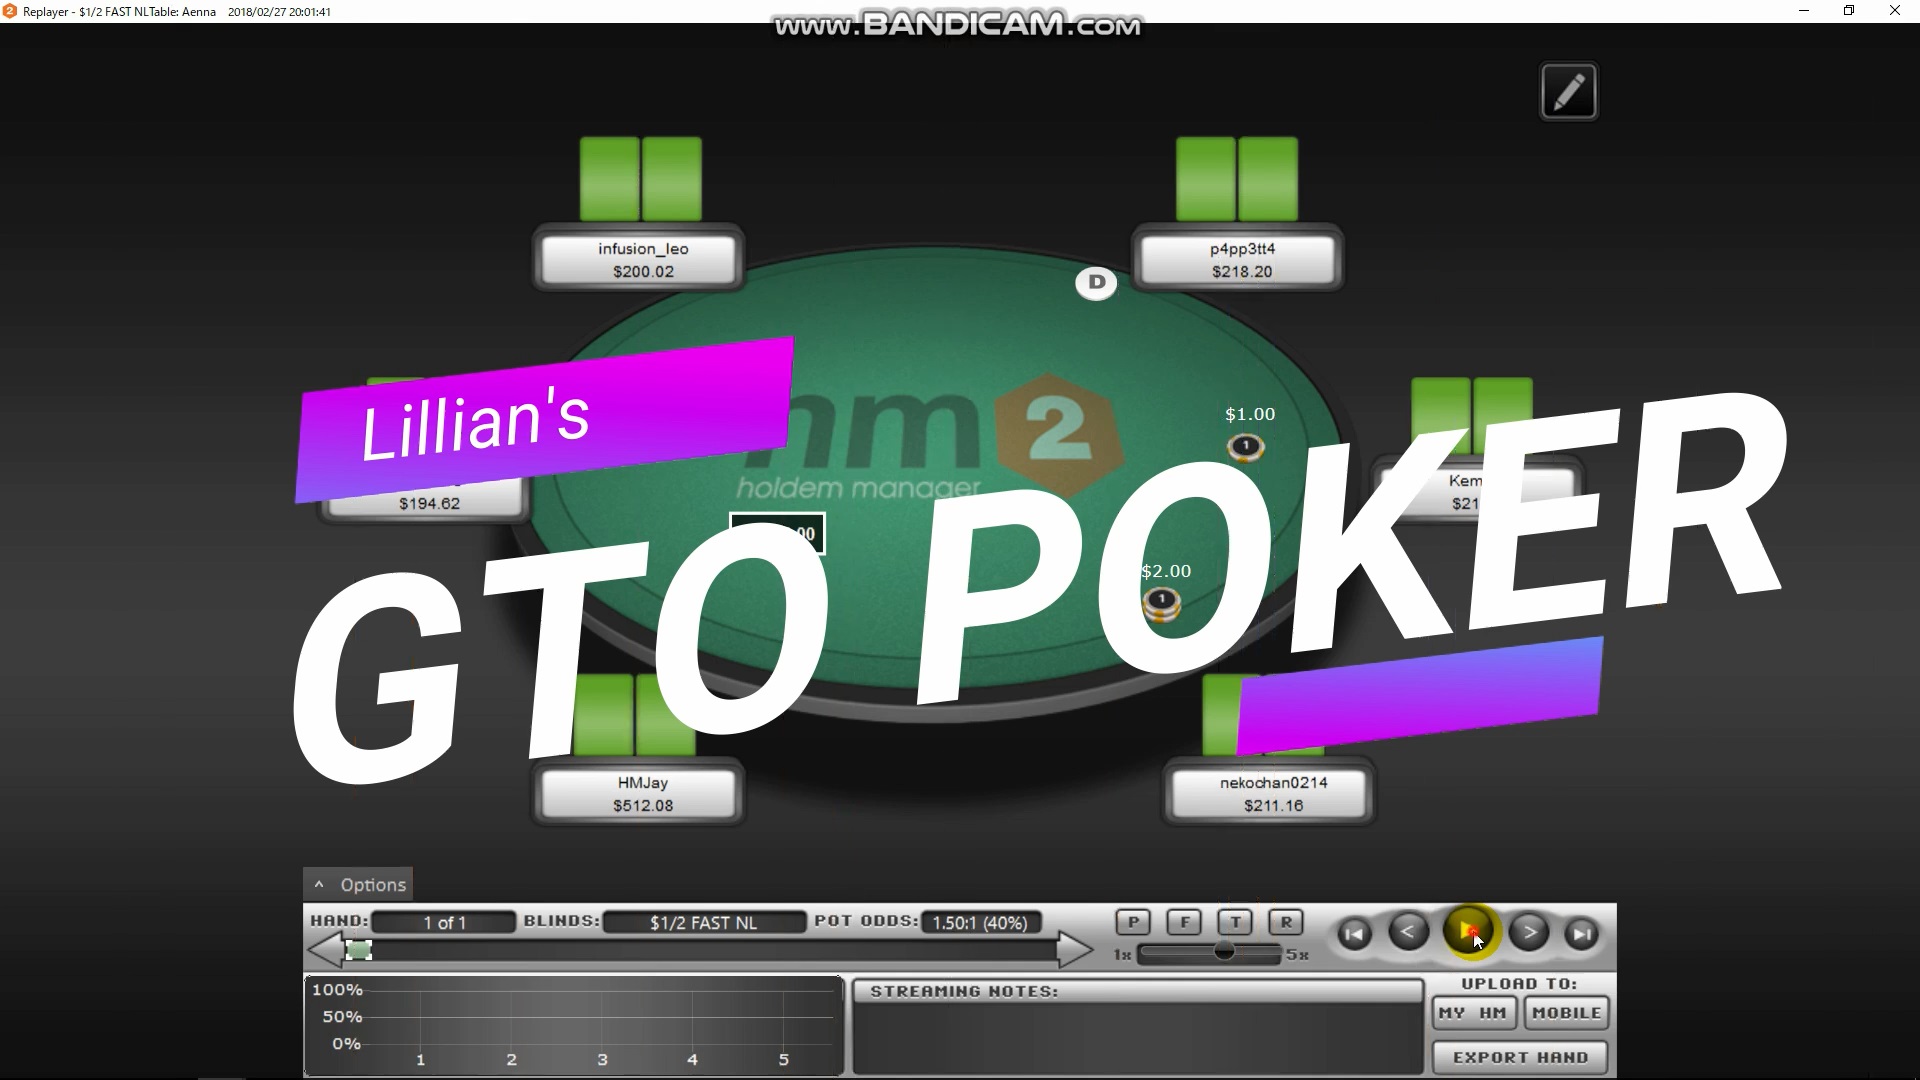 Replayer - $1/2 FAST NLTable: Aenna 2018/02/27 20:01:41
www.BANDICAM.com
infusion_leo
$200.02
p4pp3tt4
$218.20
D
Lillian's
$194.62
hm 2
holdem manager
$1.00
1
Kem
$21
00
$2.00
1
GTO POKER
HMJay
$512.08
nekochan0214
$211.16
^ Options
HAND: 1 of 1 BLINDS: $1/2 FAST NL POT ODDS: 1.50:1 (40%)
P F T R
1x 5x
100%
50%
0%
1 2 3 4 5
STREAMING NOTES:
UPLOAD TO:
MY HM MOBILE
EXPORT HAND